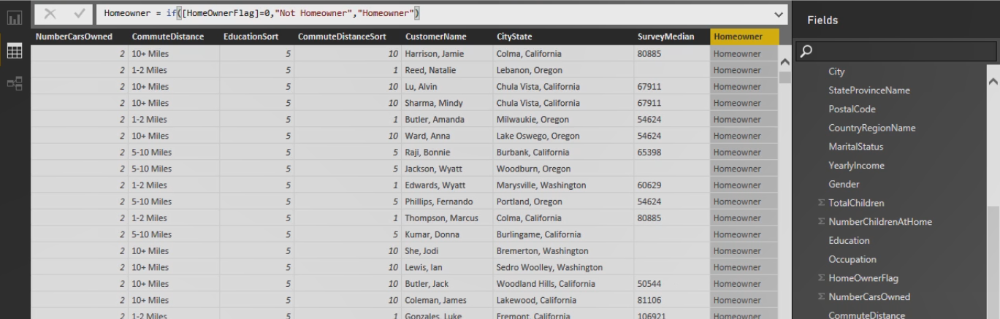 Homeowner = if([HomeOwnerFlag]=0,"Not Homeowner","Homeowner")
NumberCarsOwned CommuteDistance EducationSort CommuteDistanceSort CustomerName CityState SurveyMedian Homeowner
2 10+ Miles 5 10 Harrison, Jamie Colma, California 80885 Homeowner
2 1-2 Miles 5 1 Reed, Natalie Lebanon, Oregon Homeowner
2 10+ Miles 5 10 Lu, Alvin Chula Vista, California 67911 Homeowner
2 10+ Miles 5 10 Sharma, Mindy Chula Vista, California 67911 Homeowner
2 1-2 Miles 5 1 Butler, Amanda Milwaukie, Oregon 54624 Homeowner
2 10+ Miles 5 10 Ward, Anna Lake Oswego, Oregon 54624 Homeowner
2 5-10 Miles 5 5 Raji, Bonnie Burbank, California 65398 Homeowner
2 5-10 Miles 5 5 Jackson, Wyatt Woodburn, Oregon Homeowner
2 1-2 Miles 5 1 Edwards, Wyatt Marysville, Washington 60629 Homeowner
2 5-10 Miles 5 5 Phillips, Fernando Portland, Oregon 54624 Homeowner
2 1-2 Miles 5 1 Thompson, Marcus Colma, California 80885 Homeowner
2 5-10 Miles 5 5 Kumar, Donna Burlingame, California Homeowner
2 10+ Miles 5 10 She, Jodi Bremerton, Washington Homeowner
2 10+ Miles 5 10 Lewis, Ian Sedro Woolley, Washington Homeowner
2 10+ Miles 5 10 Butler, Jack Woodland Hills, California 50544 Homeowner
2 10+ Miles 5 10 Coleman, James Lakewood, California 81106 Homeowner
2 1-2 Miles 5 1 Gonzales, Luke Fremont, California 106921 Homeowner
Fields
City
StateProvinceName
PostalCode
CountryRegionName
MaritalStatus
YearlyIncome
Gender
Σ TotalChildren
Σ NumberChildrenAtHome
Education
Occupation
Σ HomeOwnerFlag
Σ NumberCarsOwned
CommuteDistance